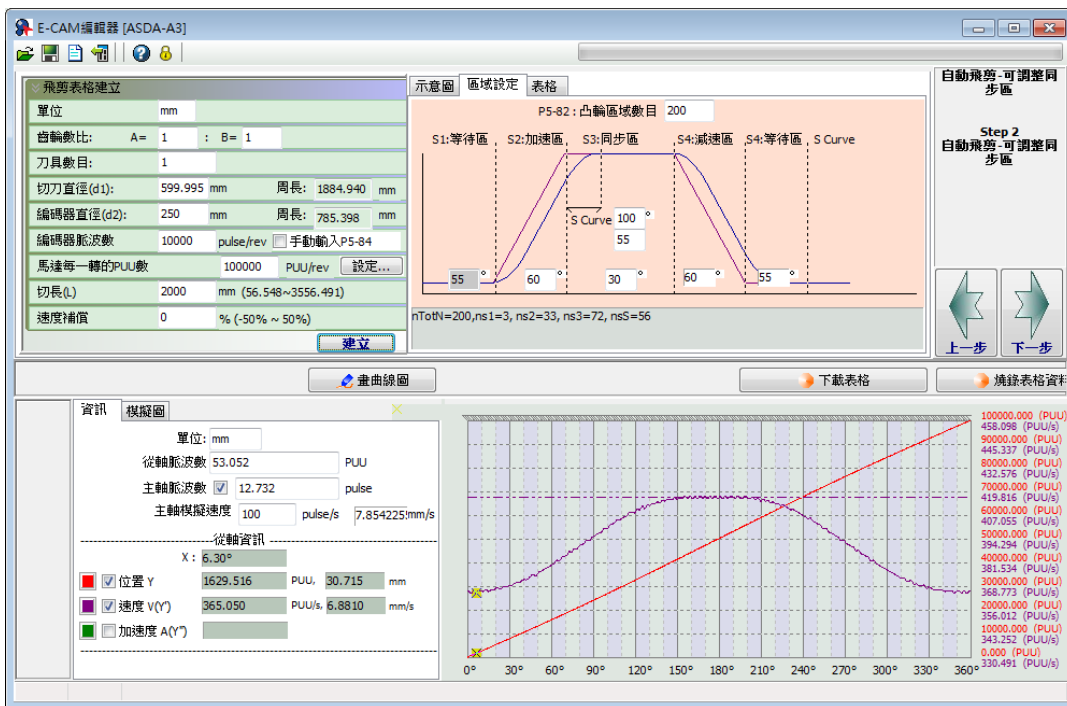 E-CAM編輯器 [ASDA-A3]
飛剪表格建立
單位 mm
齒輪數比: A= 1 : B= 1
刀具數目: 1
切刀直徑(d1): 599.995 mm 周長: 1884.940 mm
編碼器直徑(d2): 250 mm 周長: 785.398 mm
編碼器脈波數 10000 pulse/rev 手動輸入P5-84
馬達每一轉的PUU數 100000 PUU/rev 設定...
切長(L) 2000 mm (56.548~3556.491)
速度補償 0 % (-50% ~ 50%)
建立
示意圖 區域設定 表格
P5-82 : 凸輪區域數目 200
S1:等待區 S2:加速區 S3:同步區 S4:減速區 S4:等待區 S Curve
S Curve 100 °
55
55 ° 60 ° 30 ° 60 ° 55 °
nTotN=200,ns1=3, ns2=33, ns3=72, nsS=56
自動飛剪-可調整同
步區
Step 2
自動飛剪-可調整同
步區
上一步 下一步
畫曲線圖 下載表格 燒錄表格資料
資訊 模擬圖
單位: mm
從軸脈波數 53.052 PUU
主軸脈波數 12.732 pulse
主軸模擬速度 100 pulse/s 7.854225!mm/s
從軸資訊
X : 6.30°
位置 Y 1629.516 PUU, 30.715 mm
速度 V(Y') 365.050 PUU/s, 6.8810 mm/s
加速度 A(Y")
100000.000 (PUU)
458.098 (PUU/s)
90000.000 (PUU)
445.337 (PUU/s)
80000.000 (PUU)
432.576 (PUU/s)
70000.000 (PUU)
419.816 (PUU/s)
60000.000 (PUU)
407.055 (PUU/s)
50000.000 (PUU)
394.294 (PUU/s)
40000.000 (PUU)
381.534 (PUU/s)
30000.000 (PUU)
368.773 (PUU/s)
20000.000 (PUU)
356.012 (PUU/s)
10000.000 (PUU)
343.252 (PUU/s)
0.000 (PUU)
330.491 (PUU/s)
0° 30° 60° 90° 120° 150° 180° 210° 240° 270° 300° 330° 360°